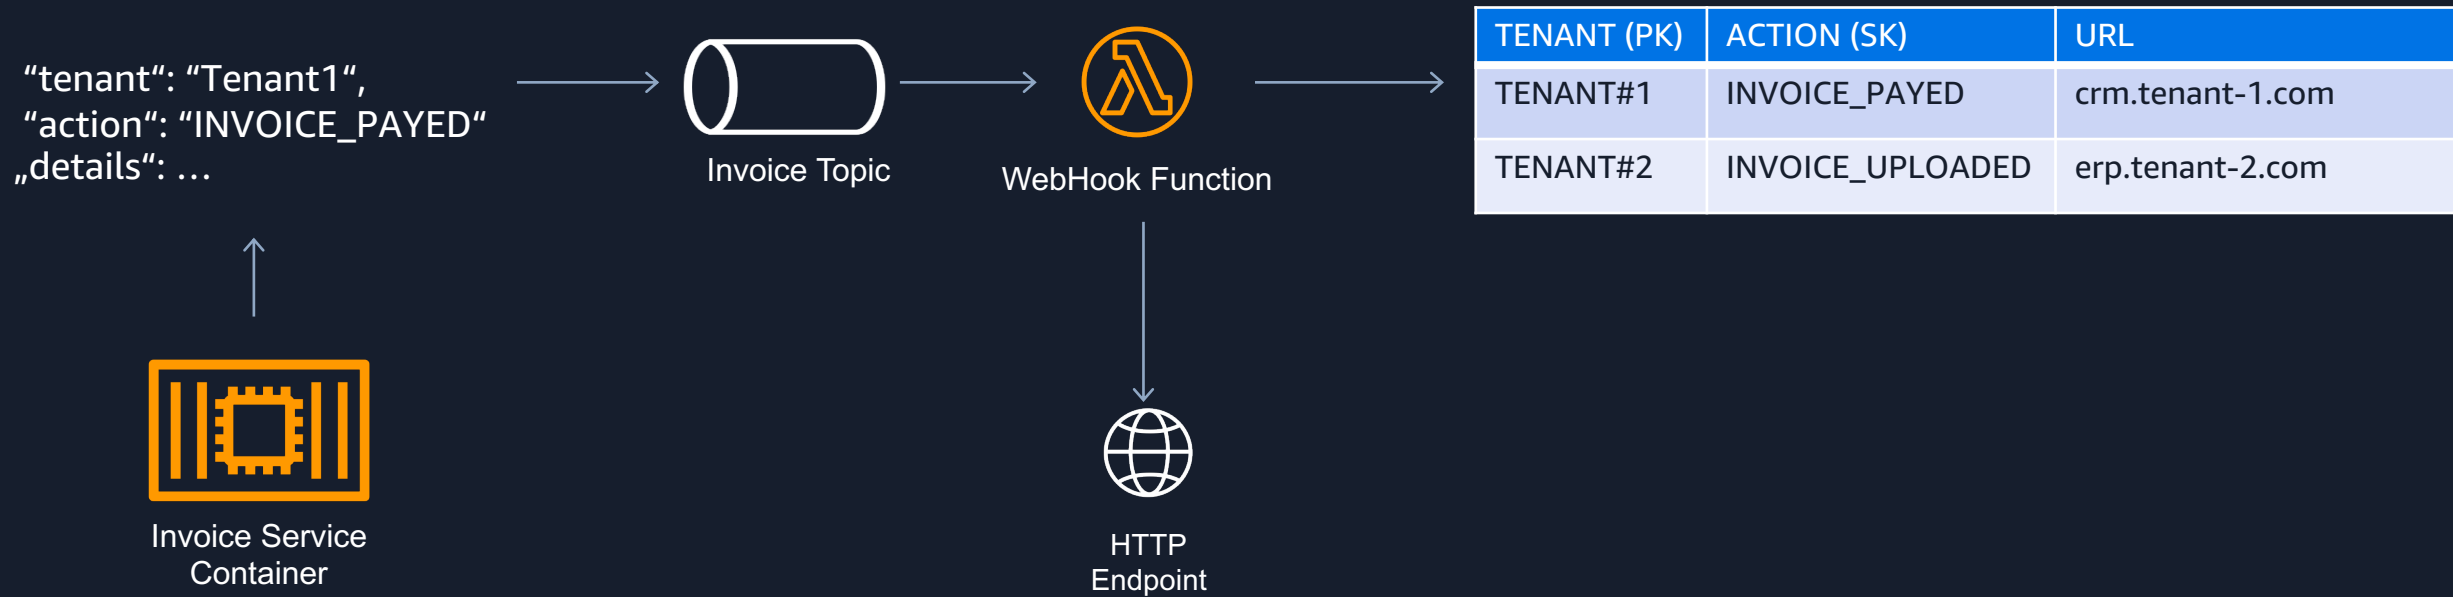 “tenant“: “Tenant1“,
“action“: “INVOICE_PAYED“
„details“: …
Invoice Service
Container
Invoice Topic
WebHook Function
HTTP
Endpoint
TENANT (PK) ACTION (SK) URL
TENANT#1 INVOICE_PAYED crm.tenant-1.com
TENANT#2 INVOICE_UPLOADED erp.tenant-2.com